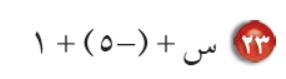 ٢٣ س + (−٥) + ١